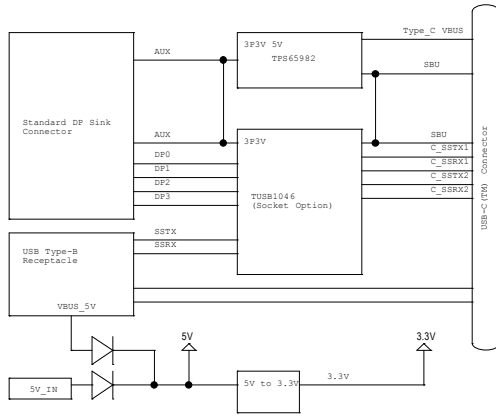 Type_C VBUS
AUX
3P3V 5V
TPS65982
SBU
Standard DP Sink
Connector
AUX
3P3V
SBU
C_SSTX1
DP0
C_SSRX1
DP1
TUSB1046
(Socket Option)
C_SSTX2
DP2
C_SSRX2
DP3
USB-C(TM) Connector
SSTX
USB Type-B
Receptacle
SSRX
VBUS_5V
5V
3.3V
5V_IN
5V to 3.3V
3.3V